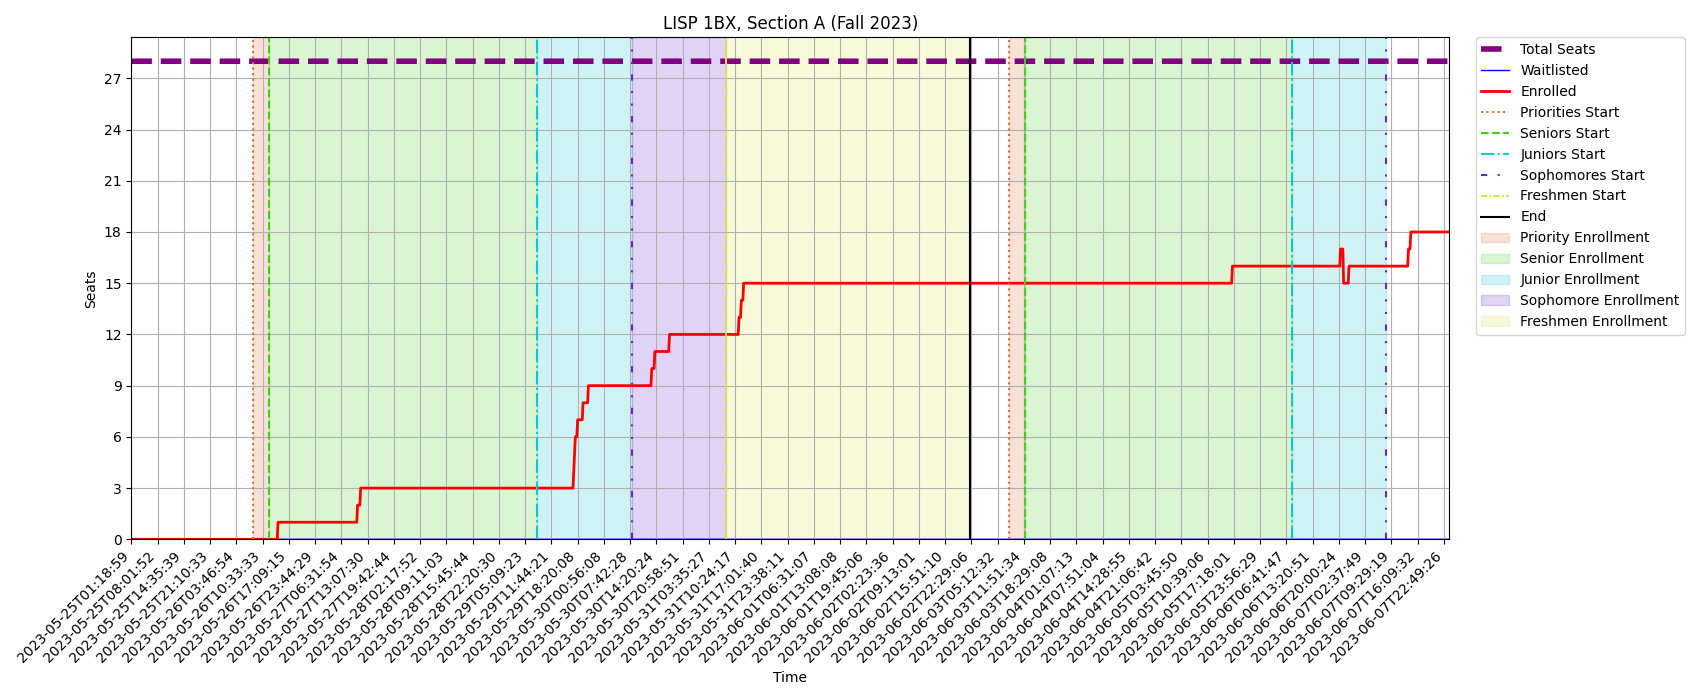 LISP 1BX, Section A (Fall 2023)
Seats
27
24
21
18
15
12
9
6
3
0
2023-05-25T01:18:59
2023-05-25T08:01:52
2023-05-25T14:35:39
2023-05-25T21:10:33
2023-05-26T03:46:54
2023-05-26T10:33:33
2023-05-26T17:09:15
2023-05-26T23:44:29
2023-05-27T06:31:54
2023-05-27T13:07:30
2023-05-27T19:42:44
2023-05-28T02:17:52
2023-05-28T09:11:03
2023-05-28T15:45:44
2023-05-28T22:20:30
2023-05-29T05:09:23
2023-05-29T11:44:21
2023-05-29T18:20:08
2023-05-30T00:56:08
2023-05-30T07:42:28
2023-05-30T14:20:24
2023-05-30T20:58:51
2023-05-31T03:35:27
2023-05-31T10:24:17
2023-05-31T17:01:40
2023-05-31T23:38:11
2023-06-01T06:31:07
2023-06-01T13:08:08
2023-06-01T19:45:06
2023-06-02T02:23:36
2023-06-02T09:13:01
2023-06-02T15:51:10
2023-06-02T22:29:06
2023-06-03T05:12:32
2023-06-03T11:51:34
2023-06-03T18:29:08
2023-06-04T01:07:13
2023-06-04T07:51:04
2023-06-04T14:28:55
2023-06-04T21:06:42
2023-06-05T03:45:50
2023-06-05T10:39:06
2023-06-05T17:18:01
2023-06-05T23:56:29
2023-06-06T06:41:47
2023-06-06T13:20:51
2023-06-06T20:00:24
2023-06-07T02:37:49
2023-06-07T09:29:19
2023-06-07T16:09:32
2023-06-07T22:49:26
Time
Total Seats
Waitlisted
Enrolled
Priorities Start
Seniors Start
Juniors Start
Sophomores Start
Freshmen Start
End
Priority Enrollment
Senior Enrollment
Junior Enrollment
Sophomore Enrollment
Freshmen Enrollment